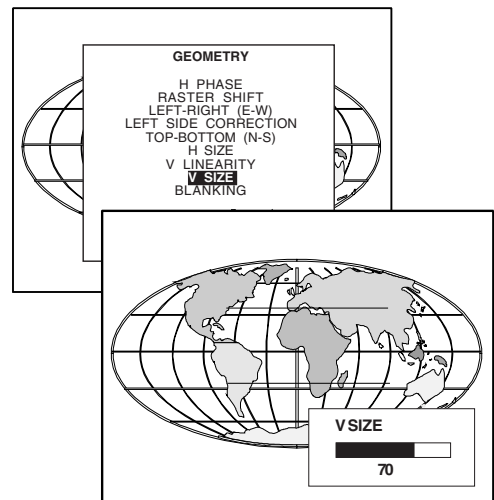 GEOMETRY
H PHASE
RASTER SHIFT
LEFT-RIGHT (E-W)
LEFT SIDE CORRECTION
TOP-BOTTOM (N-S)
H SIZE
V LINEARITY
V SIZE
BLANKING
V SIZE
70